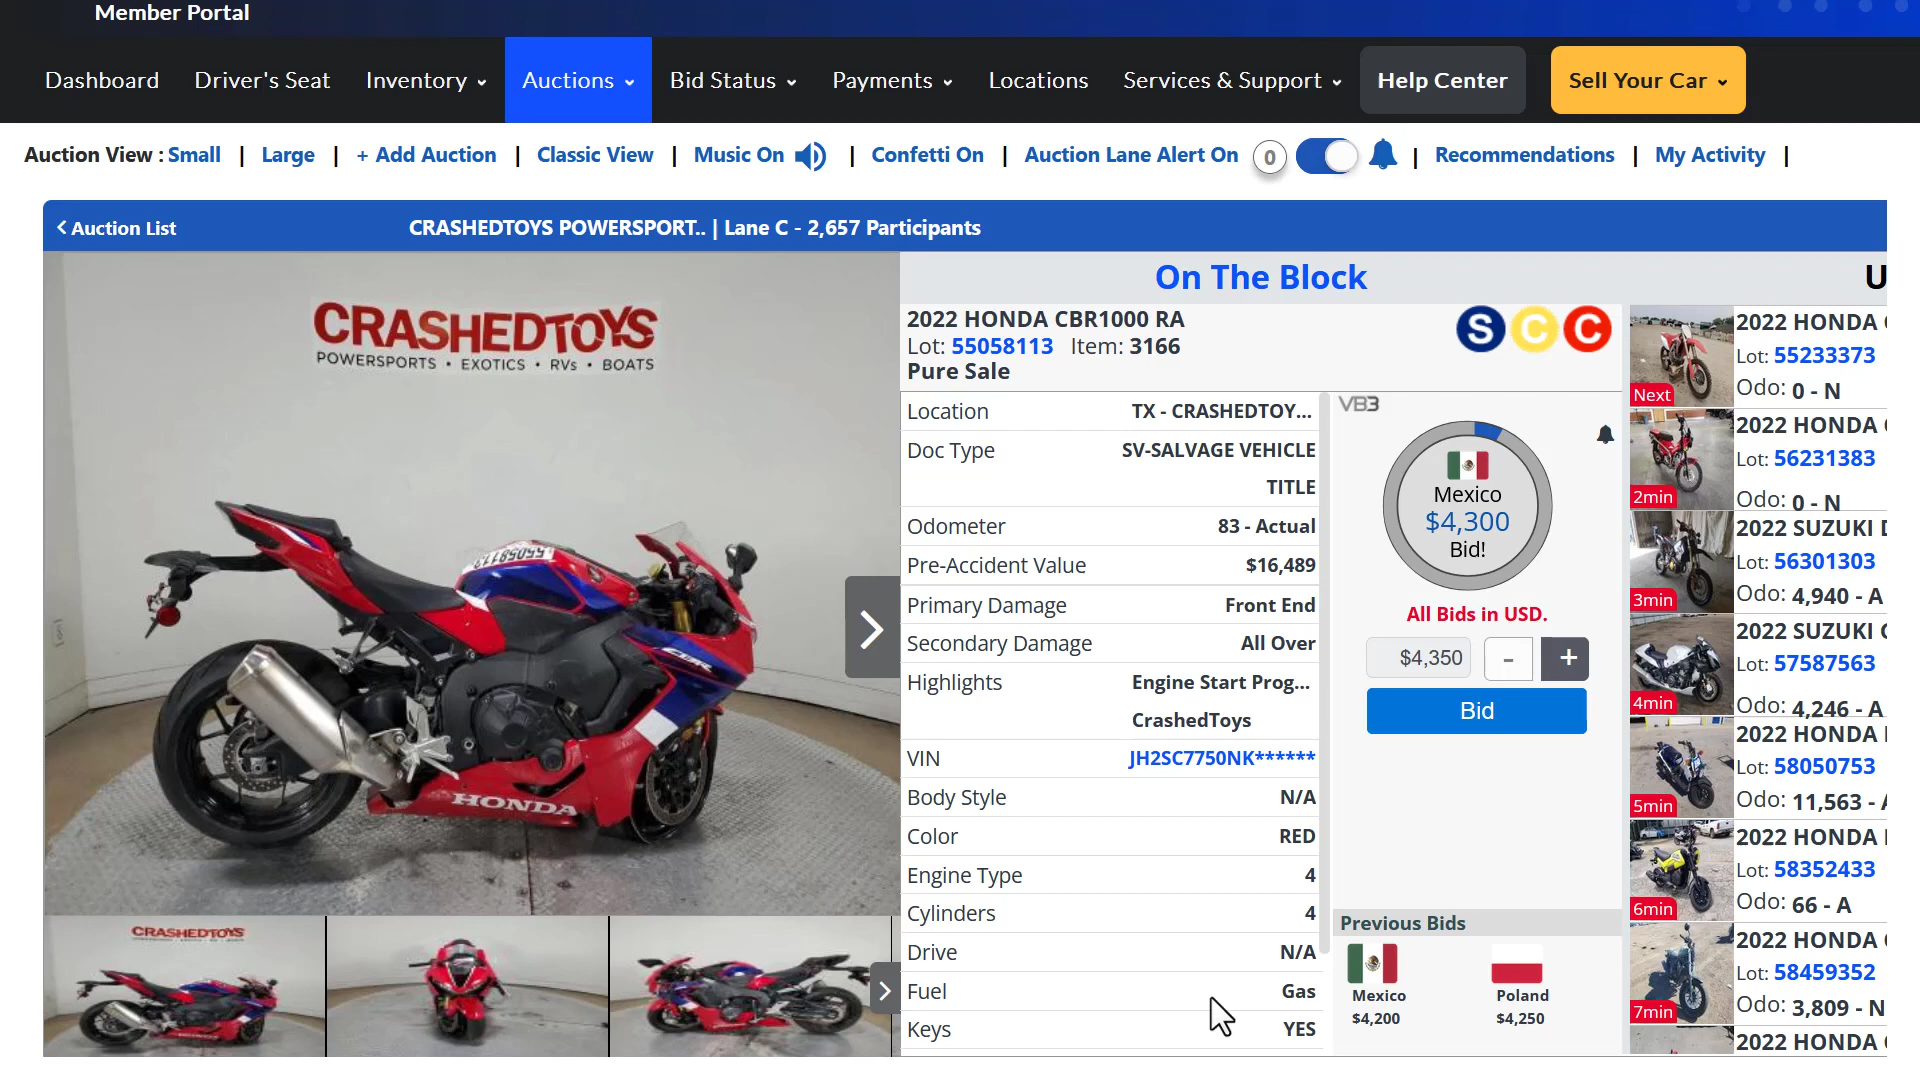 Member Portal
Dashboard Driver's Seat Inventory Auctions Bid Status Payments Locations Services & Support Help Center Sell Your Car
Auction View : Small | Large | + Add Auction | Classic View | Music On | Confetti On | Auction Lane Alert On 0 | Recommendations | My Activity |
Auction List
CRASHEDTOYS POWERSPORT.. | Lane C - 2,657 Participants
CRASHEDTOYS
POWERSPORTS • EXOTICS • RVs • BOATS
55058113
CBR
HONDA
CRASHEDTOYS
On The Block
2022 HONDA CBR1000 RA
Lot: 55058113 Item: 3166
Pure Sale
S C C
Location TX - CRASHEDTOY...
Doc Type SV-SALVAGE VEHICLE
TITLE
Odometer 83 - Actual
Pre-Accident Value $16,489
Primary Damage Front End
Secondary Damage All Over
Highlights Engine Start Prog...
CrashedToys
VIN JH2SC7750NK******
Body Style N/A
Color RED
Engine Type 4
Cylinders 4
Drive N/A
Fuel Gas
Keys YES
VB3
Mexico
$4,300
Bid!
All Bids in USD.
$4,350 - +
Bid
Previous Bids
Mexico
$4,200
Poland
$4,250
U
2022 HONDA
Lot: 55233373
Odo: 0 - N
Next
2022 HONDA
Lot: 56231383
Odo: 0 - N
2min
2022 SUZUKI
Lot: 56301303
Odo: 4,940 - A
3min
2022 SUZUKI
Lot: 57587563
Odo: 4,246 - A
4min
2022 HONDA
Lot: 58050753
Odo: 11,563 - A
5min
2022 HONDA
Lot: 58352433
Odo: 66 - A
6min
2022 HONDA
Lot: 58459352
Odo: 3,809 - N
7min
2022 HONDA